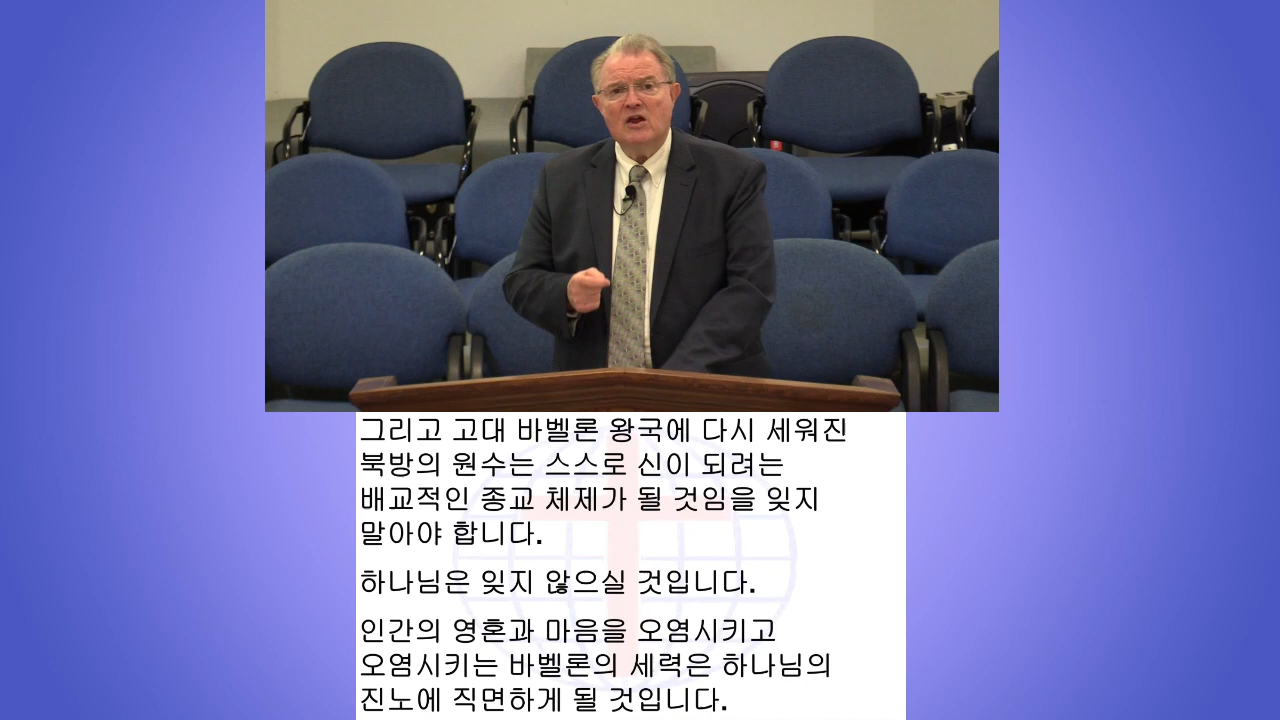 그리고 고대 바벨론 왕국에 다시 세워진
북방의 원수는 스스로 신이 되려는
배교적인 종교 체제가 될 것임을 잊지
말아야 합니다.
하나님은 잊지 않으실 것입니다.
인간의 영혼과 마음을 오염시키고
오염시키는 바벨론의 세력은 하나님의
진노에 직면하게 될 것입니다.